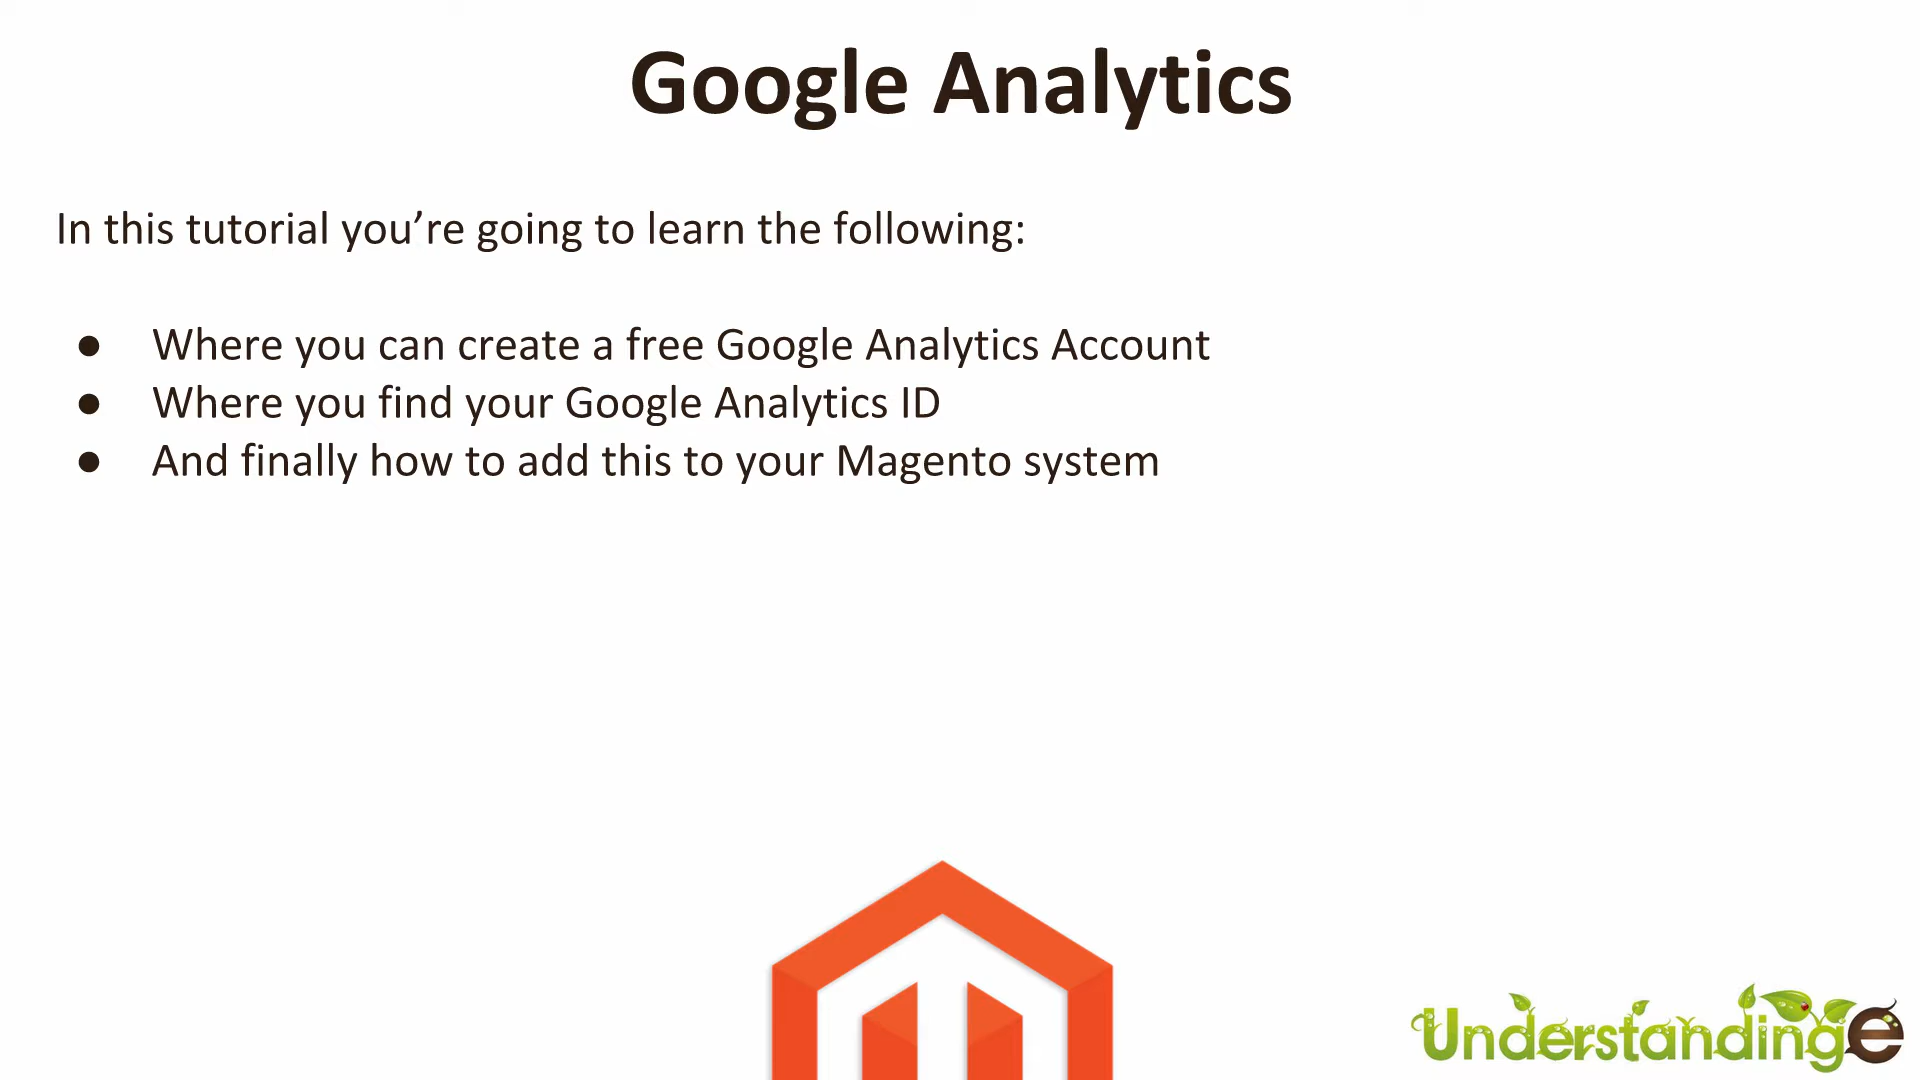 Google Analytics
In this tutorial you’re going to learn the following:
● Where you can create a free Google Analytics Account
● Where you find your Google Analytics ID
● And finally how to add this to your Magento system
Understandinge